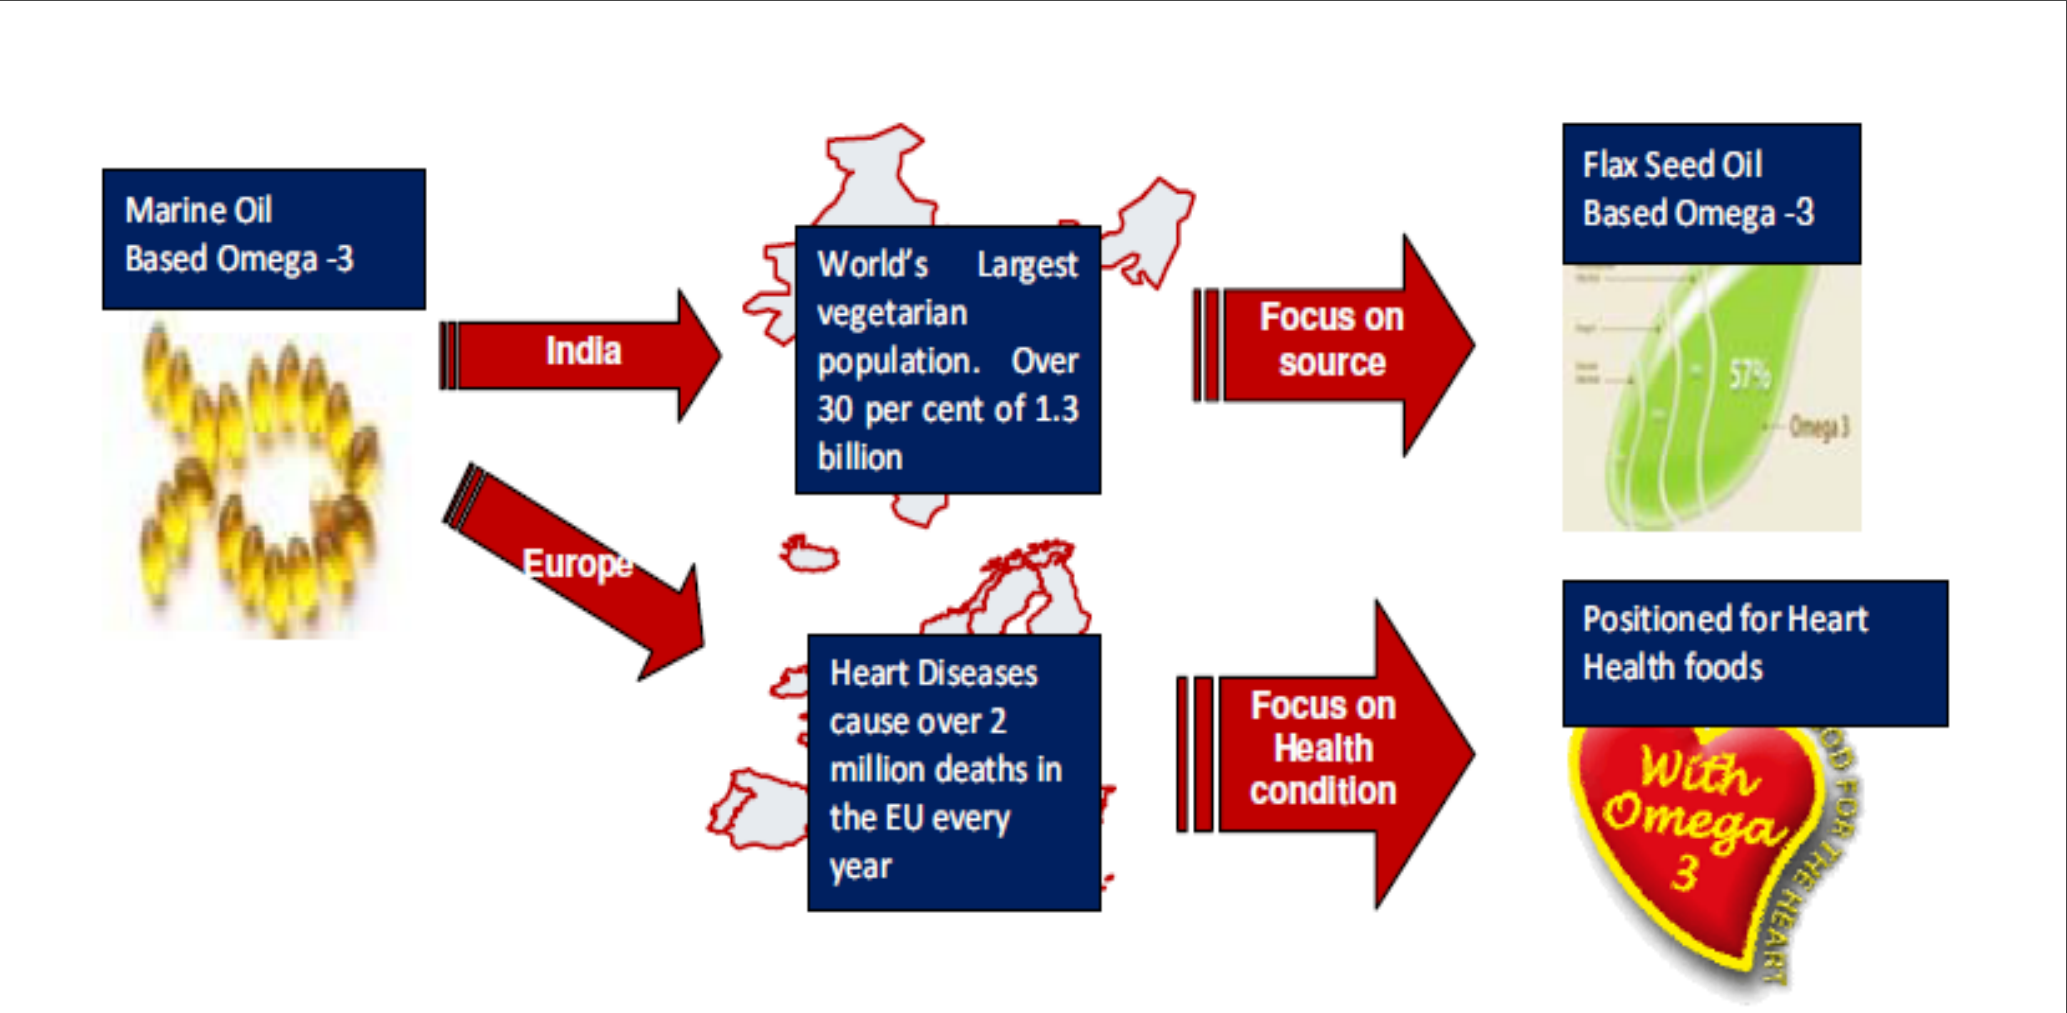 Marine Oil
Based Omega -3
India
Europe
World's Largest
vegetarian
population. Over
30 per cent of 1.3
billion
Focus on
source
Flax Seed Oil
Based Omega -3
57%
Omega 3
Heart Diseases
cause over 2
million deaths in
the EU every
year
Focus on
Health
condition
Positioned for Heart
Health foods
With
Omega
3
OD FOR THE HEART